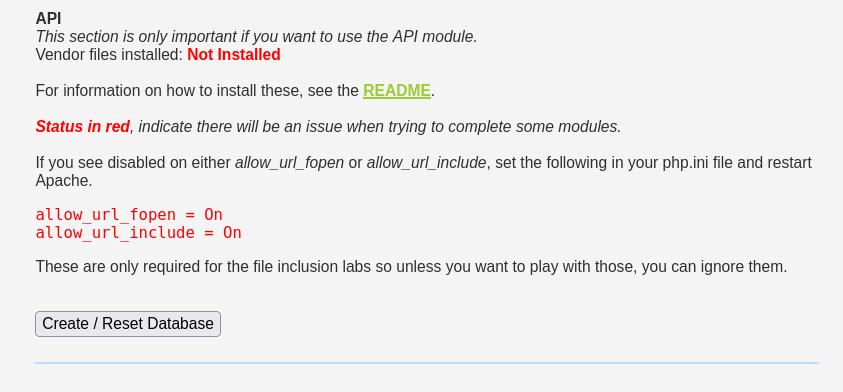 API
This section is only important if you want to use the API module.
Vendor files installed: Not Installed
For information on how to install these, see the README.
Status in red, indicate there will be an issue when trying to complete some modules.
If you see disabled on either allow_url_fopen or allow_url_include, set the following in your php.ini file and restart
Apache.
allow_url_fopen = On
allow_url_include = On
These are only required for the file inclusion labs so unless you want to play with those, you can ignore them.
Create / Reset Database